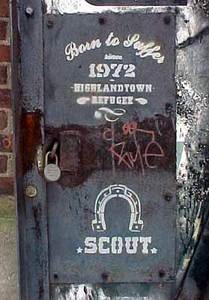 Born to Suffer
since
1972
HIGHLANDTOWN
REFUGEE
SCOUT